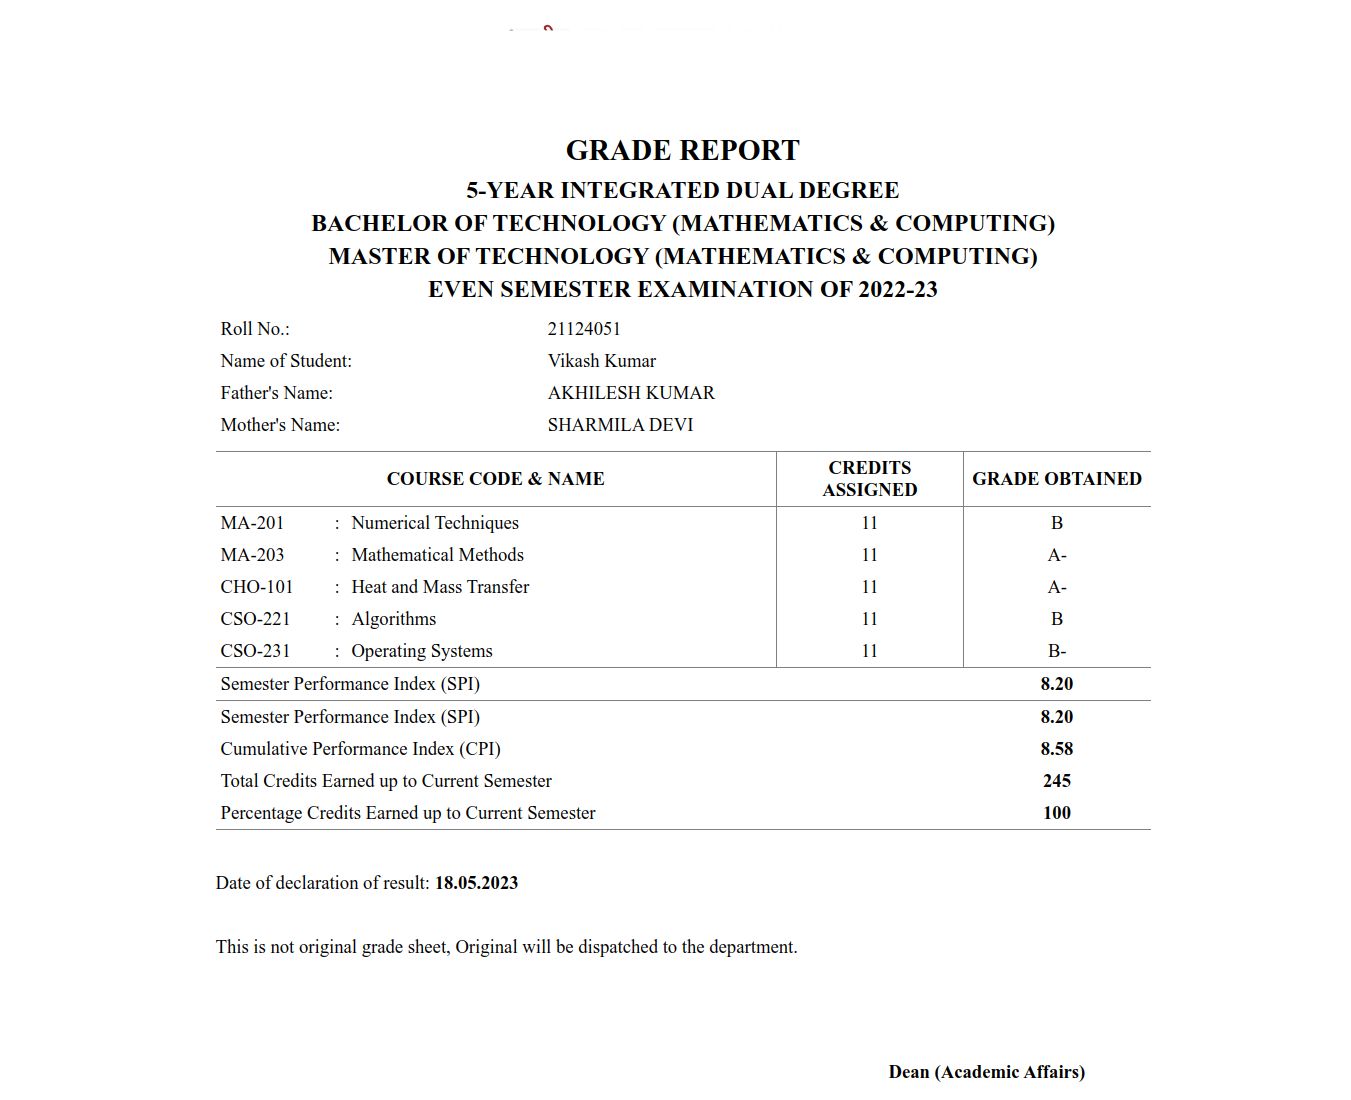 GRADE REPORT
5-YEAR INTEGRATED DUAL DEGREE
BACHELOR OF TECHNOLOGY (MATHEMATICS & COMPUTING)
MASTER OF TECHNOLOGY (MATHEMATICS & COMPUTING)
EVEN SEMESTER EXAMINATION OF 2022-23
Roll No.: 21124051
Name of Student: Vikash Kumar
Father's Name: AKHILESH KUMAR
Mother's Name: SHARMILA DEVI
COURSE CODE & NAME CREDITS ASSIGNED GRADE OBTAINED
MA-201 : Numerical Techniques 11 B
MA-203 : Mathematical Methods 11 A-
CHO-101 : Heat and Mass Transfer 11 A-
CSO-221 : Algorithms 11 B
CSO-231 : Operating Systems 11 B-
Semester Performance Index (SPI) 8.20
Semester Performance Index (SPI) 8.20
Cumulative Performance Index (CPI) 8.58
Total Credits Earned up to Current Semester 245
Percentage Credits Earned up to Current Semester 100
Date of declaration of result: 18.05.2023
This is not original grade sheet, Original will be dispatched to the department.
Dean (Academic Affairs)